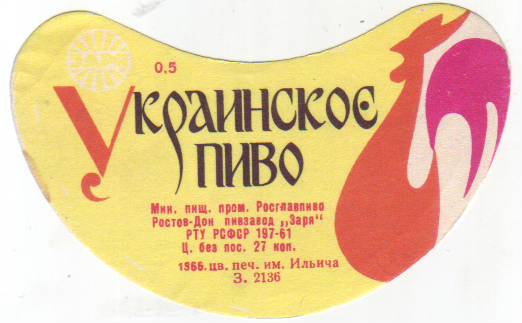 ЗАРЯ
0,5
Украинское
пиво
Мин. пищ. пром. Росглавпиво
Ростов-Дон пивзавод „Заря“
РТУ РСФСР 197-61
Ц. без пос. 27 коп.
1966. цв. печ. им. Ильича
З. 2136